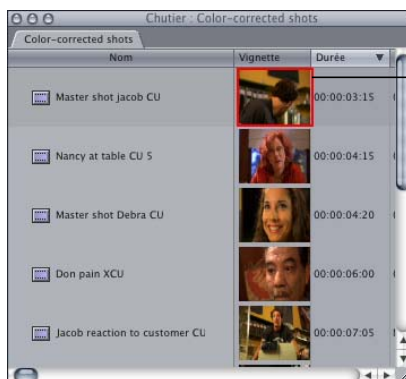 Chutier : Color-corrected shots
Color-corrected shots
Nom Vignette Durée
Master shot jacob CU 00:00:03:15
Nancy at table CU 5 00:00:04:15
Master shot Debra CU 00:00:04:20
Don pain XCU 00:00:06:00
Jacob reaction to customer CU 00:00:07:05